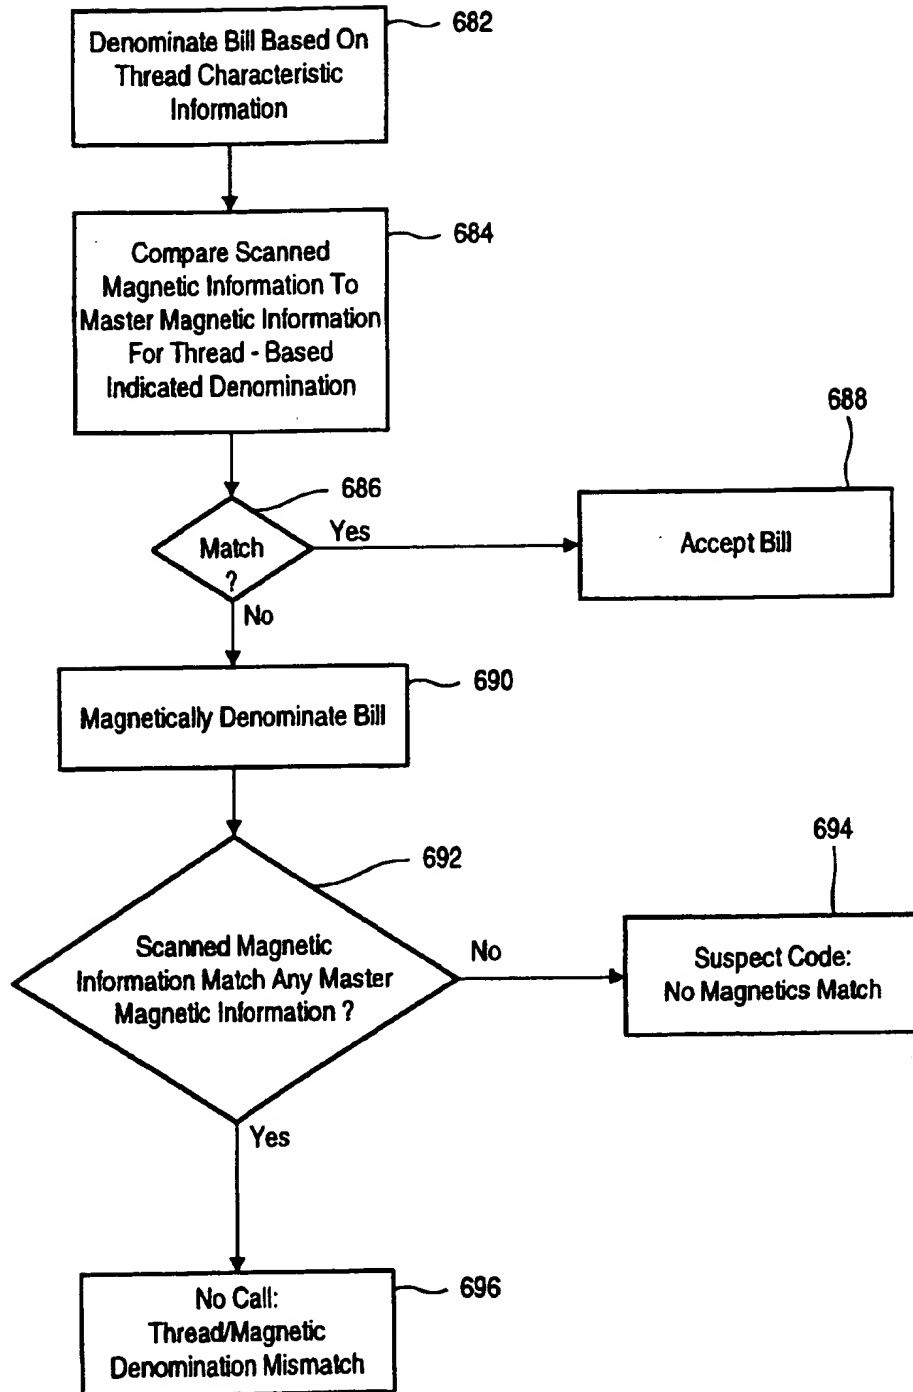 682
Denominate Bill Based On
Thread Characteristic
Information
684
Compare Scanned
Magnetic Information To
Master Magnetic Information
For Thread - Based
Indicated Denomination
688
686
Match
?
Yes
Accept Bill
No
690
Magnetically Denominate Bill
694
692
Scanned Magnetic
Information Match Any Master
Magnetic Information ?
No
Suspect Code:
No Magnetics Match
Yes
696
No Call:
Thread/Magnetic
Denomination Mismatch